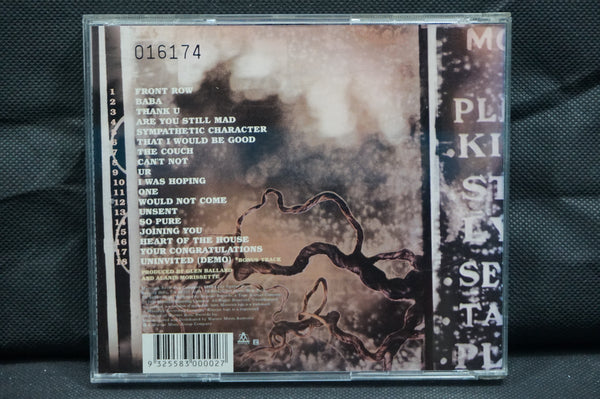 016174
1 FRONT ROW
2 BABA
3 THANK U
4 ARE YOU STILL MAD
5 SYMPATHETIC CHARACTER
6 THAT I WOULD BE GOOD
7 THE COUCH
8 CAN'T NOT
9 UR
10 I WAS HOPING
11 ONE
12 WOULD NOT COME
13 UNSENT
14 SO PURE
15 JOINING YOU
16 HEART OF THE HOUSE
17 YOUR CONGRATULATIONS
18 UNINVITED (DEMO) *BONUS TRACK
PRODUCED BY GLEN BALLARD
AND ALANIS MORISSETTE
9 325583 000027
MO
PLE
KI
ST
EV
SE
TA
PL